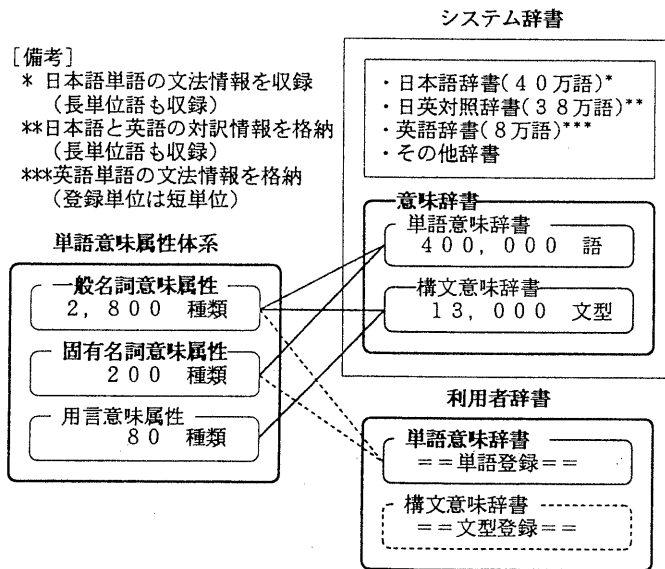 システム辞書
[備考]
* 日本語単語の文法情報を収録
(長単位語も収録)
**日本語と英語の対訳情報を格納
(長単位語も収録)
***英語単語の文法情報を格納
(登録単位は短単位)
・日本語辞書(40万語)*
・日英対照辞書(38万語)**
・英語辞書(8万語)***
・その他辞書
意味辞書
単語意味辞書
400,000 語
構文意味辞書
13,000 文型
単語意味属性体系
一般名詞意味属性
2,800 種類
固有名詞意味属性
200 種類
用言意味属性
80 種類
利用者辞書
単語意味辞書
==単語登録==
構文意味辞書
==文型登録==